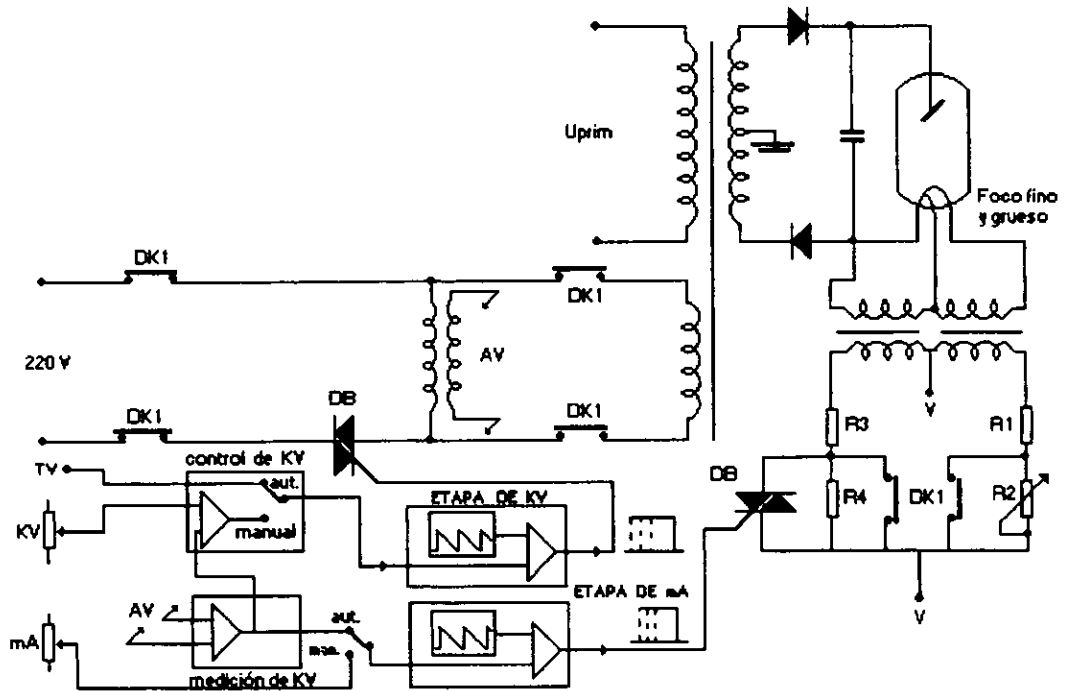 Uprim
Foco fino
y grueso
DK1
DK1
220 V
AV
DK1
DB
DK1
V
R3
R1
TV
control de KV
aut.
manual
KV
ETAPA DE KV
DB
R4
DK1
R2
V
ETAPA DE mA
AV
aut.
man.
mA
medición de KV